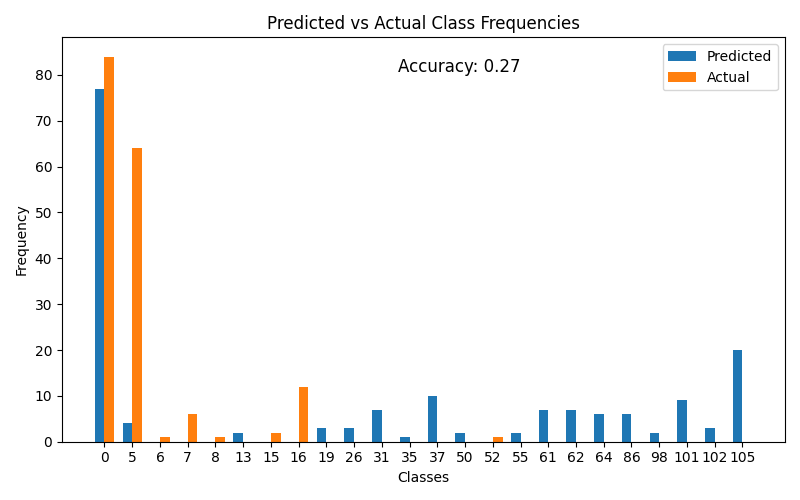 Predicted vs Actual Class Frequencies
Accuracy: 0.27
Predicted
Actual
Frequency
80
70
60
50
40
30
20
10
0
0 5 6 7 8 13 15 16 19 26 31 35 37 50 52 55 61 62 64 86 98 101 102 105
Classes